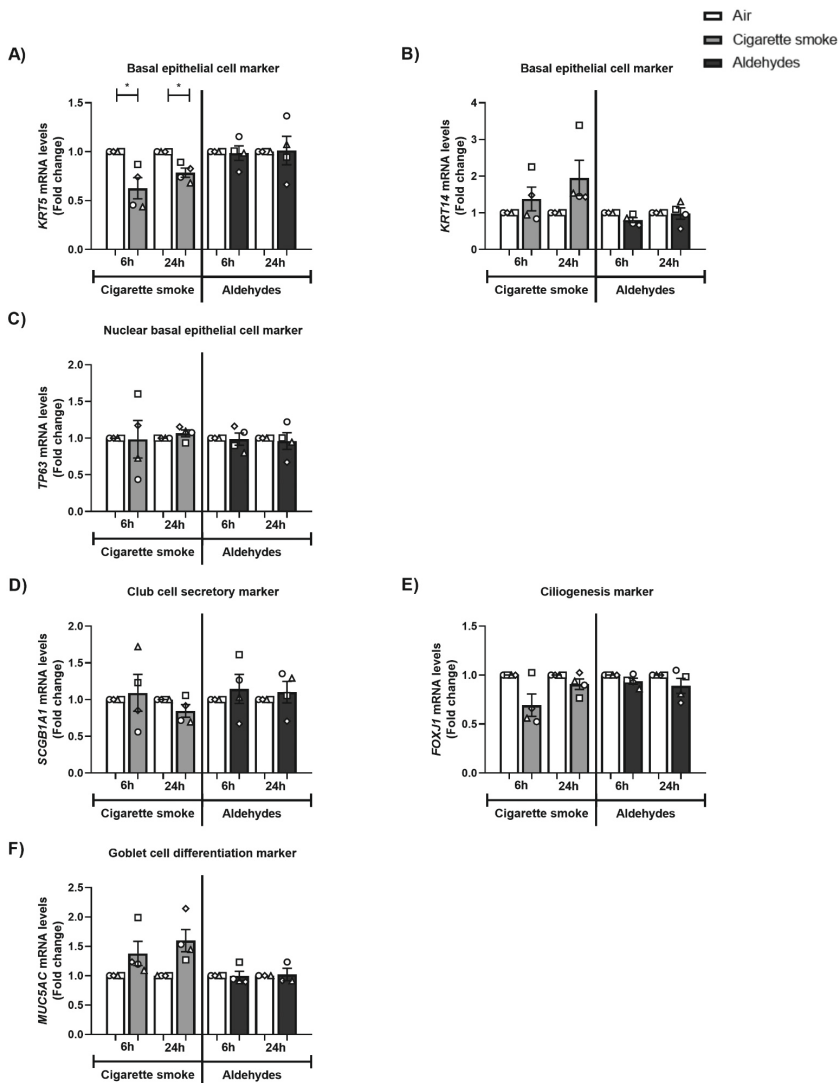 Air
Cigarette smoke
Aldehydes
A)
Basal epithelial cell marker
KRT5 mRNA levels
(Fold change)
1.5
1.0
0.5
0.0
*
*
6h
24h
6h
24h
Cigarette smoke
Aldehydes
B)
Basal epithelial cell marker
KRT14 mRNA levels
(Fold change)
4
2
1
0
6h
24h
6h
24h
Cigarette smoke
Aldehydes
C)
Nuclear basal epithelial cell marker
TP63 mRNA levels
(Fold change)
2.0
1.5
1.0
0.5
0.0
6h
24h
6h
24h
Cigarette smoke
Aldehydes
D)
Club cell secretory marker
SCGB1A1 mRNA levels
(Fold change)
2.0
1.5
1.0
0.5
0.0
6h
24h
6h
24h
Cigarette smoke
Aldehydes
E)
Ciliogenesis marker
FOXJ1 mRNA levels
(Fold change)
1.5
1.0
0.5
0.0
6h
24h
6h
24h
Cigarette smoke
Aldehydes
F)
Goblet cell differentiation marker
MUC5AC mRNA levels
(Fold change)
2.5
2.0
1.5
1.0
0.5
0.0
6h
24h
6h
24h
Cigarette smoke
Aldehydes